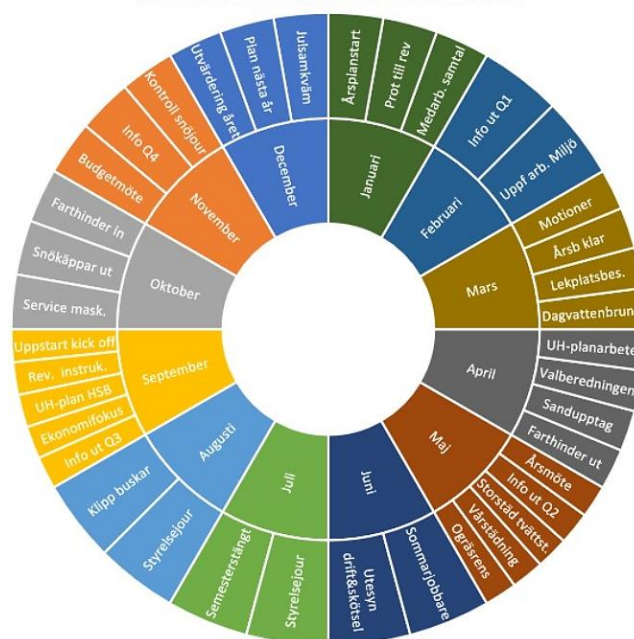 Januari
Årsplanstart
Prot till rev
Medarb. samtal
Februari
Info ut Q1
Uppf arb. Miljö
Mars
Motioner
Årsb klar
Lekplatsbes.
Dagvattenbrun
April
UH-planarbete
Valberedningen
Sandupptag
Farthinder ut
Maj
Årsmöte
Info ut Q2
Storstäd tvättst.
Vårstädning
Ogräsrens
Juni
Sommarjobbare
Utesyn
drift&skötsel
Juli
Styrelsejour
Semesterstängt
Augusti
Styrelsejour
Klipp buskar
September
Info ut Q3
Ekonomifokus
UH-plan HSB
Rev. instruk.
Uppstart kick off
Oktober
Service mask.
Snökäppar ut
Farthinder in
November
Budgetmöte
Info Q4
Kontroll snöjour
December
Utvärdering året
Plan nästa år
Julsamkväm